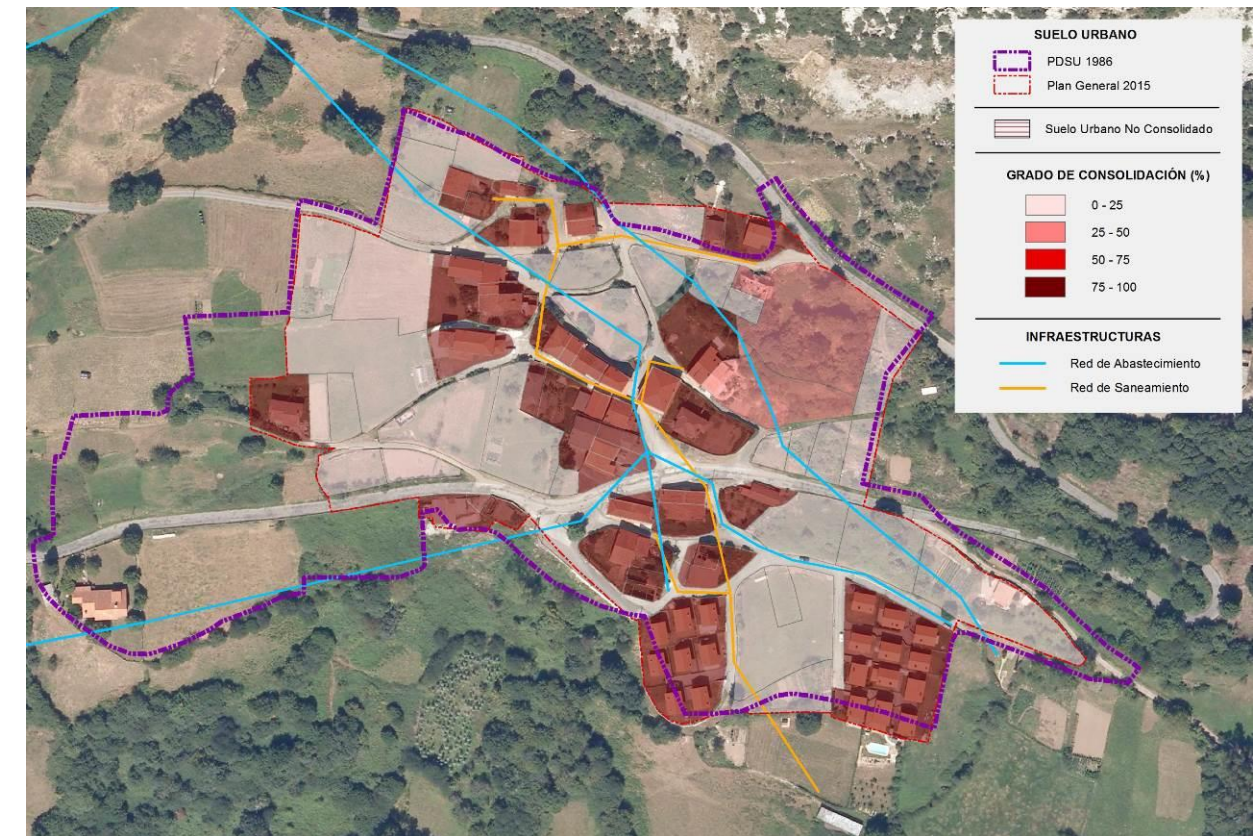 SUELO URBANO
PDSU 1986
Plan General 2015
Suelo Urbano No Consolidado
GRADO DE CONSOLIDACIÓN (%)
0 - 25
25 - 50
50 - 75
75 - 100
INFRAESTRUCTURAS
Red de Abastecimiento
Red de Saneamiento